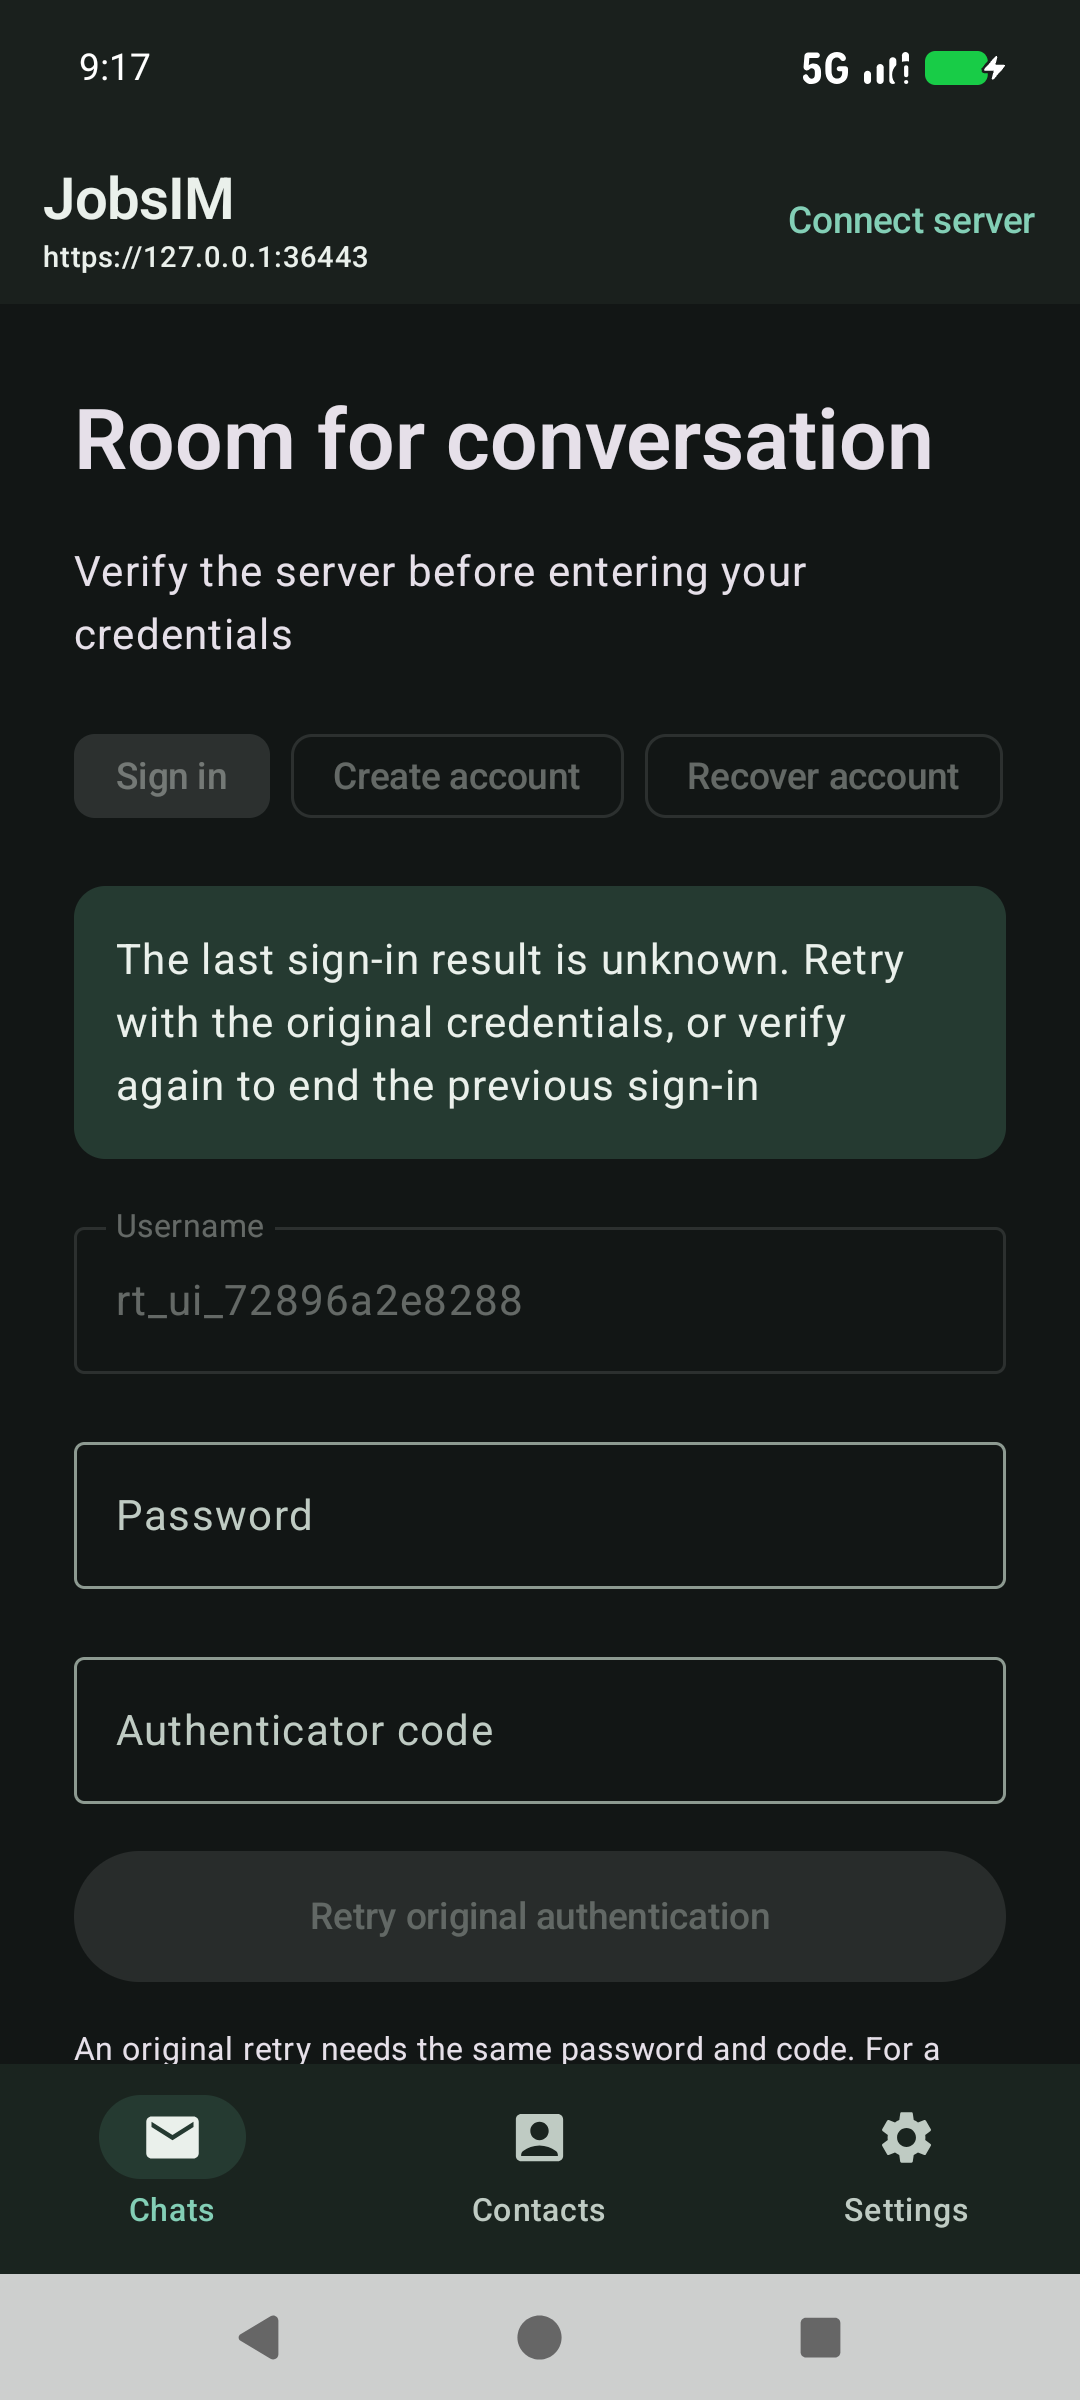 9:17
5G
JobsIM
https://127.0.0.1:36443
Connect server
Room for conversation
Verify the server before entering your
credentials
Sign in
Create account
Recover account
The last sign-in result is unknown. Retry
with the original credentials, or verify
again to end the previous sign-in
Username
rt_ui_72896a2e8288
Password
Authenticator code
Retry original authentication
An original retry needs the same password and code. For a
Chats
Contacts
Settings